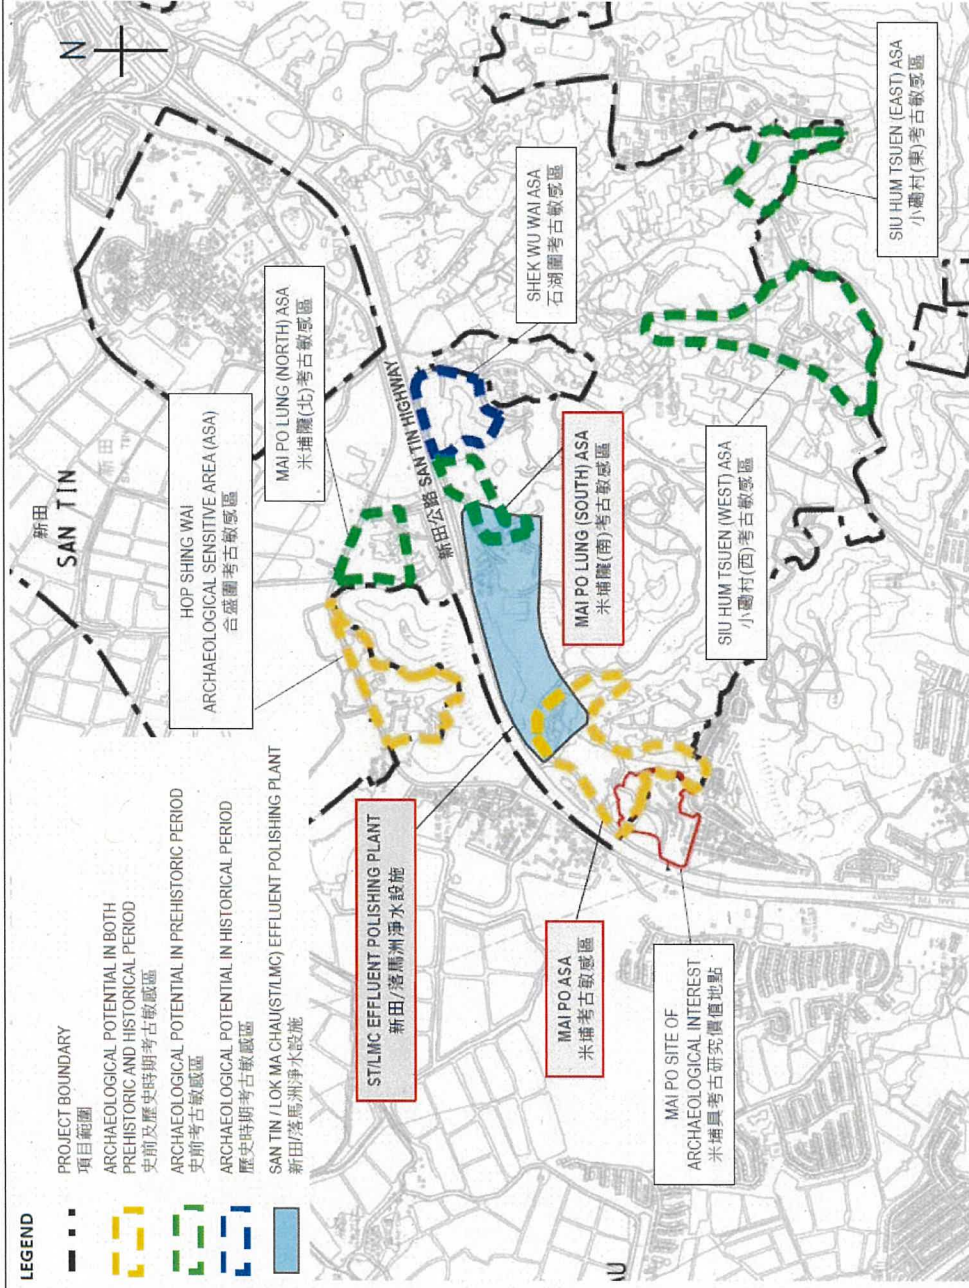 LEGEND
PROJECT BOUNDARY
項目範圍
ARCHAEOLOGICAL POTENTIAL IN BOTH
PREHISTORIC AND HISTORICAL PERIOD
史前及歷史時期考古敏感區
ARCHAEOLOGICAL POTENTIAL IN PREHISTORIC PERIOD
史前考古敏感區
ARCHAEOLOGICAL POTENTIAL IN HISTORICAL PERIOD
歷史時期考古敏感區
SAN TIN / LOK MA CHAU(ST/LMC) EFFLUENT POLISHING PLANT
新田/落馬洲淨水設施
新田
SAN TIN
N
HOP SHING WAI
ARCHAEOLOGICAL SENSITIVE AREA (ASA)
合盛圍考古敏感區
MAI PO LUNG (NORTH) ASA
米埔隴(北)考古敏感區
新田公路 SAN TIN HIGHWAY
ST/LMC EFFLUENT POLISHING PLANT
新田/落馬洲淨水設施
SHEK WU WAI ASA
石湖圍考古敏感區
MAI PO ASA
米埔考古敏感區
MAI PO LUNG (SOUTH) ASA
米埔隴(南)考古敏感區
MAI PO SITE OF
ARCHAEOLOGICAL INTEREST
米埔具考古研究價值地點
SIU HUM TSUEN (WEST) ASA
小磡村(西)考古敏感區
SIU HUM TSUEN (EAST) ASA
小磡村(東)考古敏感區